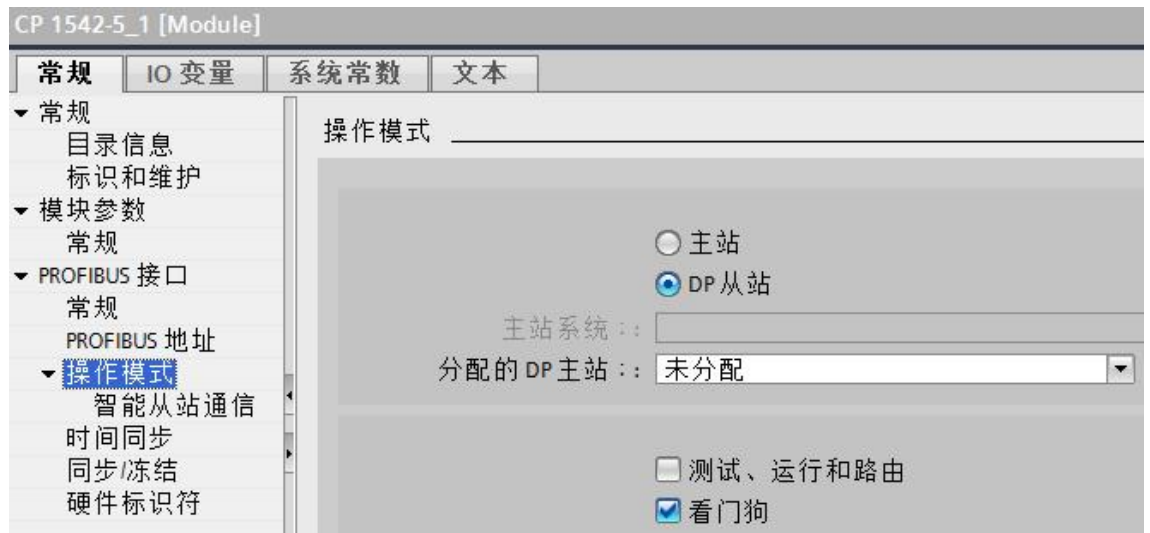 CP 1542-5_1 [Module]
常规 IO 变量 系统常数 文本
常规
目录信息
标识和维护
模块参数
常规
PROFIBUS 接口
常规
PROFIBUS 地址
操作模式
智能从站通信
时间同步
同步/冻结
硬件标识符
操作模式
主站
DP 从站
主站系统：:
分配的 DP 主站：: 未分配
测试、运行和路由
看门狗